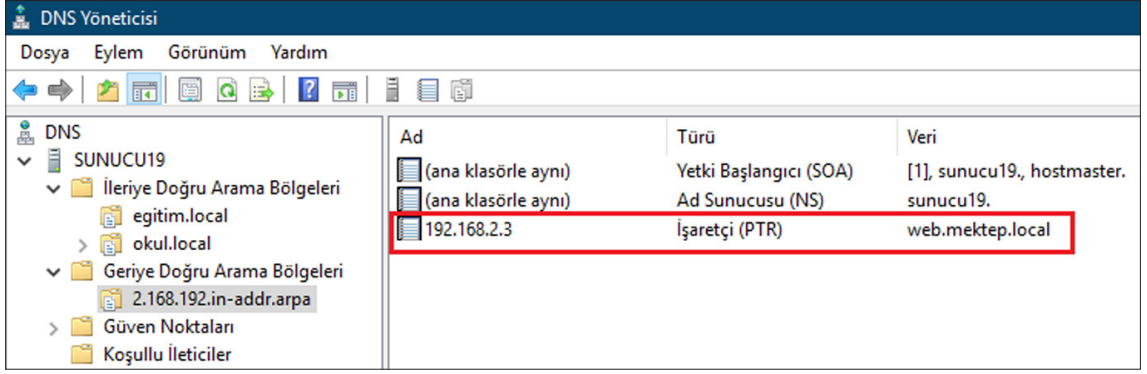 DNS Yöneticisi
Dosya Eylem Görünüm Yardım
DNS
SUNUCU19
İleriye Doğru Arama Bölgeleri
egitim.local
okul.local
Geriye Doğru Arama Bölgeleri
2.168.192.in-addr.arpa
Güven Noktaları
Koşullu İleticiler
Ad Türü Veri
(ana klasörle aynı) Yetki Başlangıcı (SOA) [1], sunucu19., hostmaster.
(ana klasörle aynı) Ad Sunucusu (NS) sunucu19.
192.168.2.3 İşaretçi (PTR) web.mektep.local